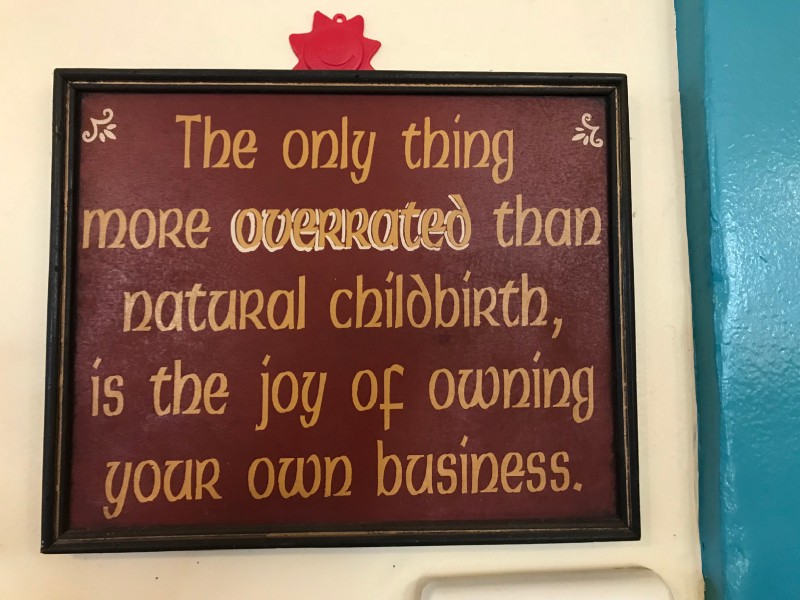 The only thing
more overrated than
natural childbirth,
is the joy of owning
your own business.